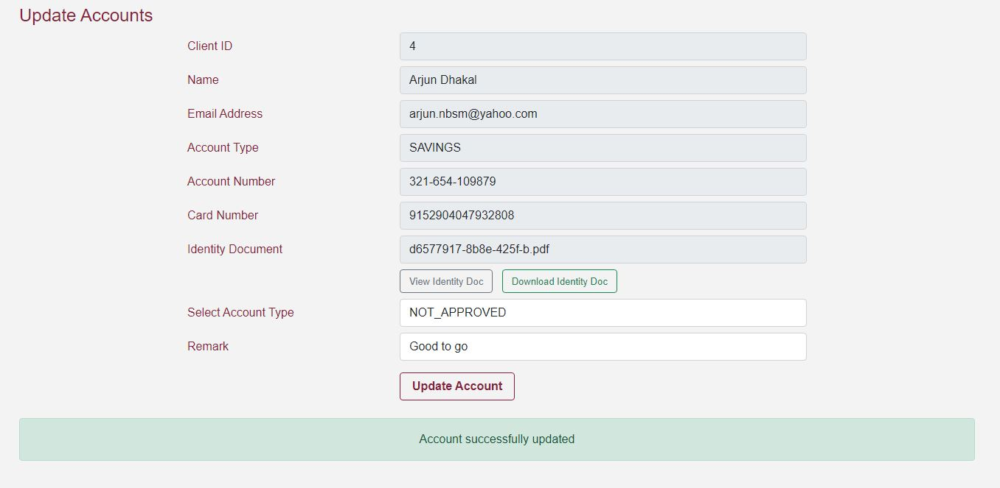 Update Accounts
Client ID 4
Name Arjun Dhakal
Email Address arjun.nbsm@yahoo.com
Account Type SAVINGS
Account Number 321-654-109879
Card Number 9152904047932808
Identity Document d6577917-8b8e-425f-b.pdf
View Identity Doc Download Identity Doc
Select Account Type NOT_APPROVED
Remark Good to go
Update Account
Account successfully updated